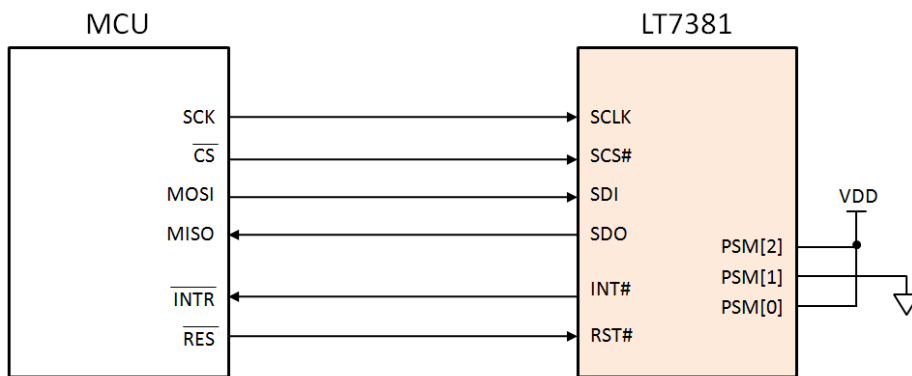 MCU
LT7381
SCK
SCLK
CS
SCS#
MOSI
SDI
MISO
SDO
INTR
INT#
RES
RST#
VDD
PSM[2]
PSM[1]
PSM[0]